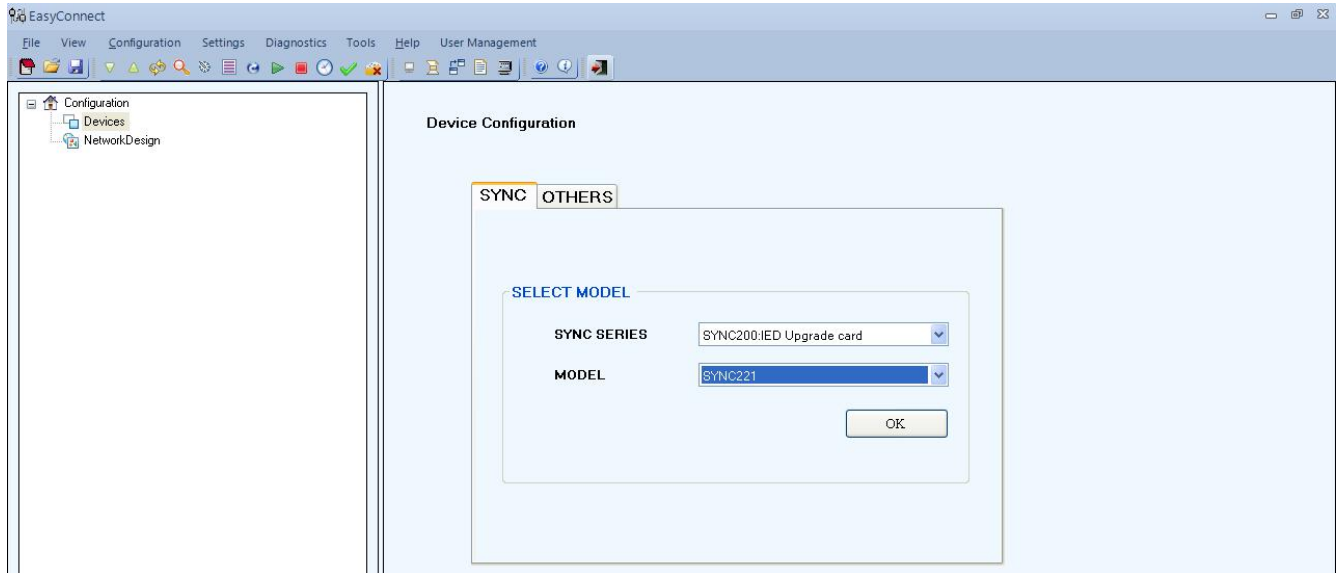 EasyConnect
File View Configuration Settings Diagnostics Tools Help User Management
Configuration
Devices
NetworkDesign
Device Configuration
SYNC OTHERS
SELECT MODEL
SYNC SERIES SYNC200:IED Upgrade card
MODEL SYNC221
OK